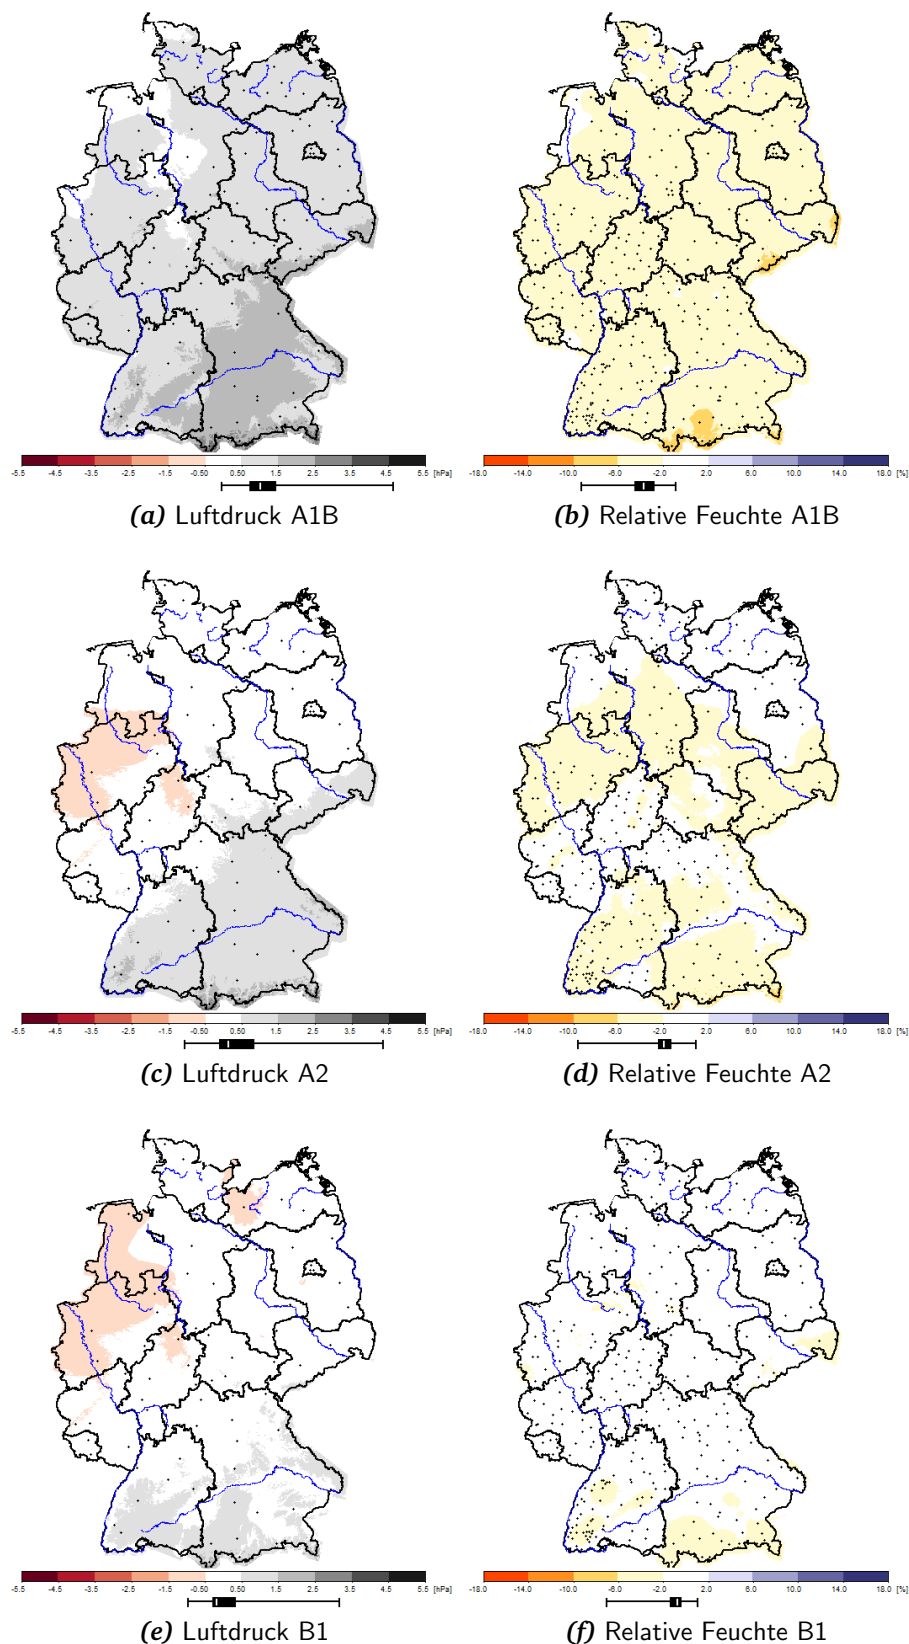 -5.5 -4.5 -3.5 -2.5 -1.5 -0.50 0.50 1.5 2.5 3.5 4.5 5.5 [hPa]
-18.0 -14.0 -10.0 -6.0 -2.0 2.0 6.0 10.0 14.0 18.0 [%]
(a) Luftdruck A1B
(b) Relative Feuchte A1B
-5.5 -4.5 -3.5 -2.5 -1.5 -0.50 0.50 1.5 2.5 3.5 4.5 5.5 [hPa]
-18.0 -14.0 -10.0 -6.0 -2.0 2.0 6.0 10.0 14.0 18.0 [%]
(c) Luftdruck A2
(d) Relative Feuchte A2
-5.5 -4.5 -3.5 -2.5 -1.5 -0.50 0.50 1.5 2.5 3.5 4.5 5.5 [hPa]
-18.0 -14.0 -10.0 -6.0 -2.0 2.0 6.0 10.0 14.0 18.0 [%]
(e) Luftdruck B1
(f) Relative Feuchte B1